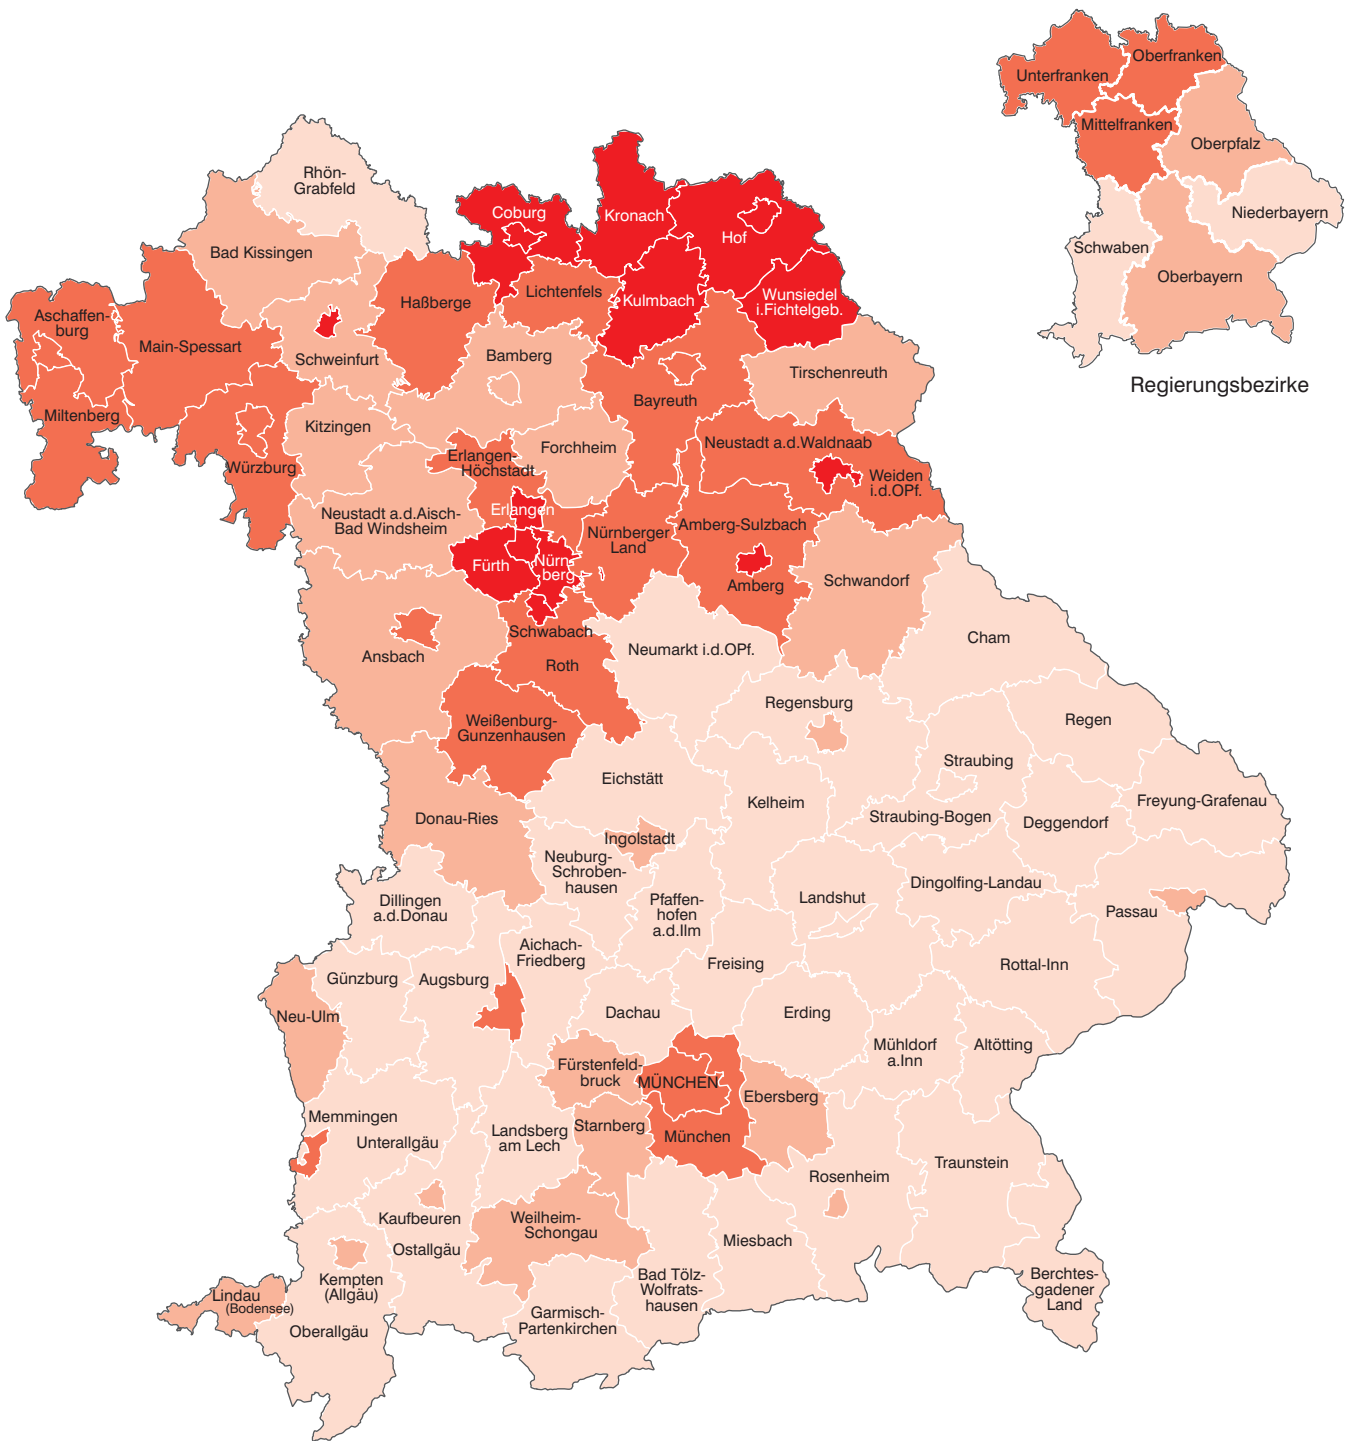 Oberfranken
Unterfranken
Mittelfranken
Oberpfalz
Niederbayern
Schwaben
Oberbayern
Regierungsbezirke
Rhön-
Grabfeld
Coburg
Kronach
Hof
Bad Kissingen
Lichtenfels
Kulmbach
Wunsiedel
i.Fichtelgeb.
Haßberge
Aschaffen-
burg
Main-Spessart
Schweinfurt
Bamberg
Tirschenreuth
Bayreuth
Miltenberg
Kitzingen
Forchheim
Neustadt a.d.Waldnaab
Erlangen-
Höchstadt
Würzburg
Weiden
i.d.OPf.
Erlangen
Neustadt a.d.Aisch-
Bad Windsheim
Nürnberger
Land
Amberg-Sulzbach
Fürth
Nürn-
berg
Amberg
Schwandorf
Schwabach
Cham
Ansbach
Roth
Neumarkt i.d.OPf.
Regensburg
Regen
Weißenburg-
Gunzenhausen
Straubing
Eichstätt
Kelheim
Freyung-Grafenau
Donau-Ries
Straubing-Bogen
Deggendorf
Ingolstadt
Neuburg-
Schroben-
hausen
Dingolfing-Landau
Dillingen
a.d.Donau
Pfaffen-
hofen
a.d.Ilm
Landshut
Passau
Aichach-
Friedberg
Freising
Rottal-Inn
Günzburg
Augsburg
Neu-Ulm
Dachau
Erding
Mühldorf
a.Inn
Altötting
Fürstenfeld-
bruck
MÜNCHEN
Ebersberg
Memmingen
Unterallgäu
Landsberg
am Lech
Starnberg
München
Rosenheim
Traunstein
Kaufbeuren
Weilheim-
Schongau
Miesbach
Ostallgäu
Kempten
(Allgäu)
Bad Tölz-
Wolfrats-
hausen
Berchtes-
gadener
Land
Lindau
(Bodensee)
Garmisch-
Partenkirchen
Oberallgäu